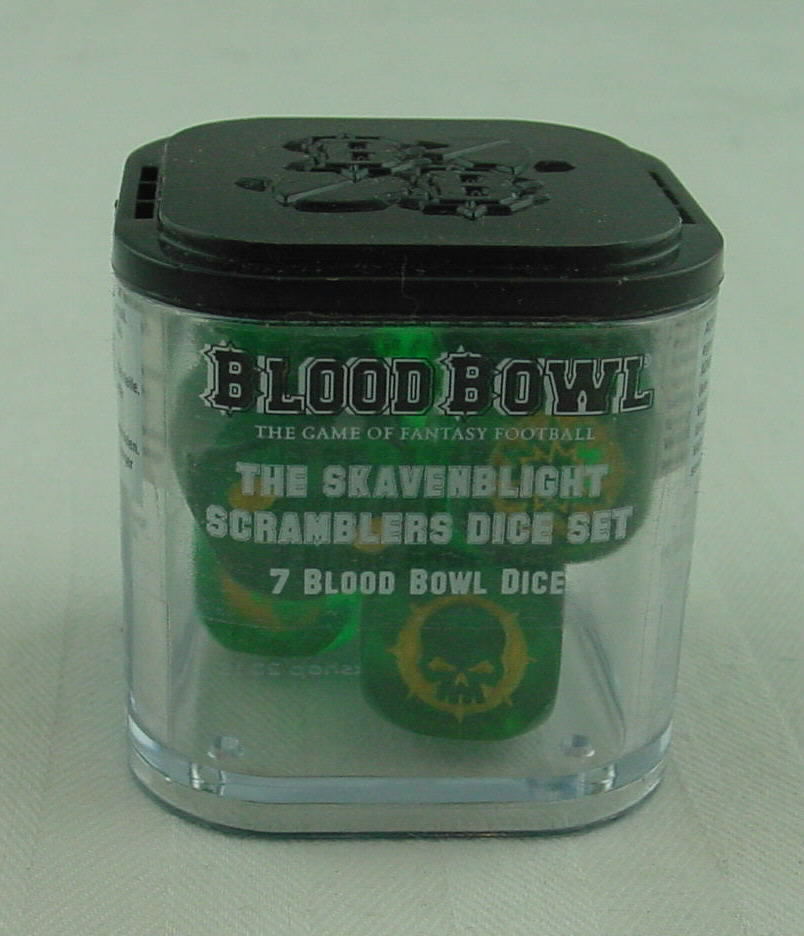 BLOOD BOWL
THE GAME OF FANTASY FOOTBALL
THE SKAVENBLIGHT
SCRAMBLERS DICE SET
7 BLOOD BOWL DICE